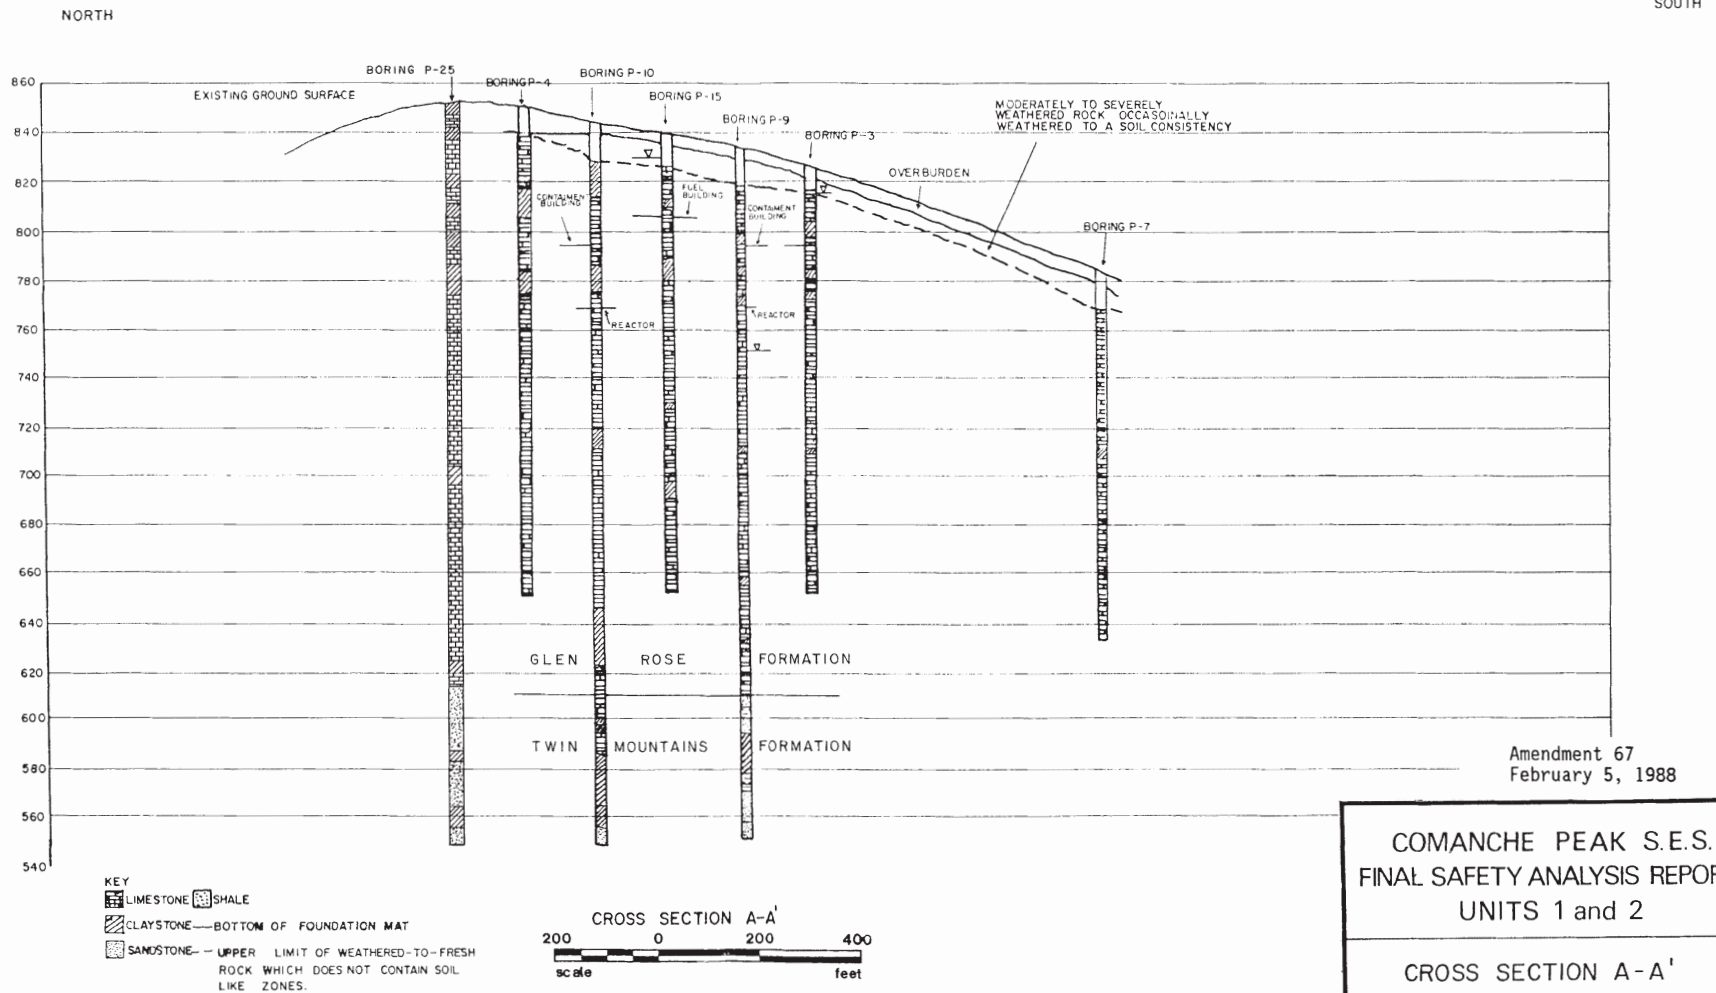 NORTH
SOUTH
BORING P-25
BORING P-4
BORING P-10
BORING P-15
BORING P-9
BORING P-3
BORING P-7
EXISTING GROUND SURFACE
MODERATELY TO SEVERELY
WEATHERED ROCK OCCASOINALLY
WEATHERED TO A SOIL CONSISTENCY
OVERBURDEN
860
840
820
800
780
760
740
720
700
680
660
640
620
600
580
560
540
CONTAIMENT
BUILDING
FUEL
BUILDING
CONTAIMENT
BUILDING
REACTOR
REACTOR
GLEN ROSE FORMATION
TWIN MOUNTAINS FORMATION
KEY
LIMESTONE SHALE
CLAYSTONE — BOTTOM OF FOUNDATION MAT
SANDSTONE -- UPPER LIMIT OF WEATHERED-TO-FRESH
ROCK WHICH DOES NOT CONTAIN SOIL
LIKE ZONES.
CROSS SECTION A-A'
200 0 200 400
scale feet
Amendment 67
February 5, 1988
COMANCHE PEAK S.E.S.
FINAL SAFETY ANALYSIS REPOR
UNITS 1 and 2
CROSS SECTION A-A'